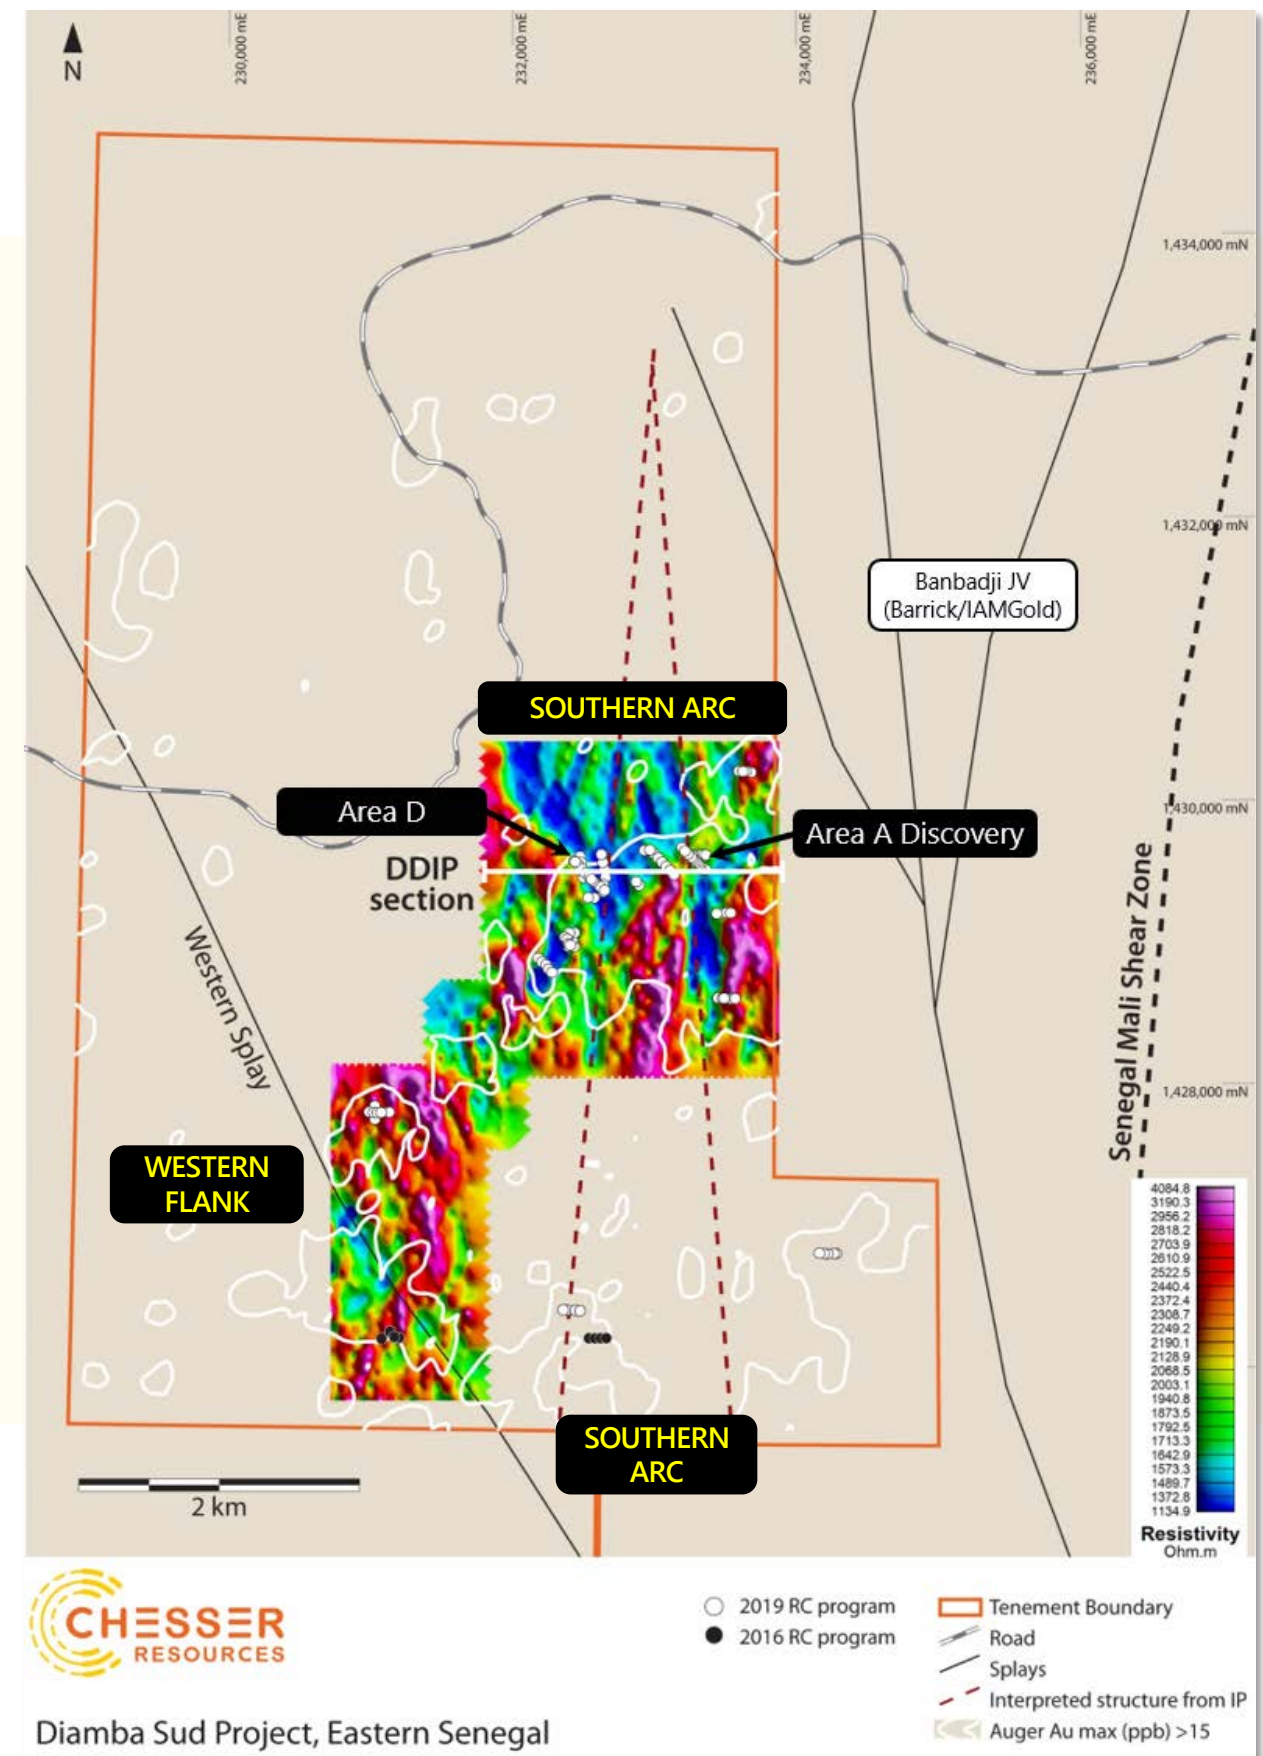 N
230,000 mE
232,000 mE
234,000 mE
236,000 mE
1,434,000 mN
1,432,000 mN
Banbadji JV
(Barrick/IAMGold)
SOUTHERN ARC
Area D
1,430,000 mN
Area A Discovery
DDIP
section
Western Splay
Senegal Mali Shear Zone
1,428,000 mN
WESTERN
FLANK
4084.8
3190.3
2956.2
2818.2
2703.9
2610.9
2522.5
2440.4
2372.4
2308.7
2249.2
2190.1
2128.9
2068.5
2003.1
1940.8
1873.5
1792.5
1713.3
1642.9
1573.3
1489.7
1372.8
1134.9
Resistivity
Ohm.m
SOUTHERN
ARC
2 km
CHESSER
RESOURCES
2019 RC program
2016 RC program
Tenement Boundary
Road
Splays
Interpreted structure from IP
Auger Au max (ppb) >15
Diamba Sud Project, Eastern Senegal